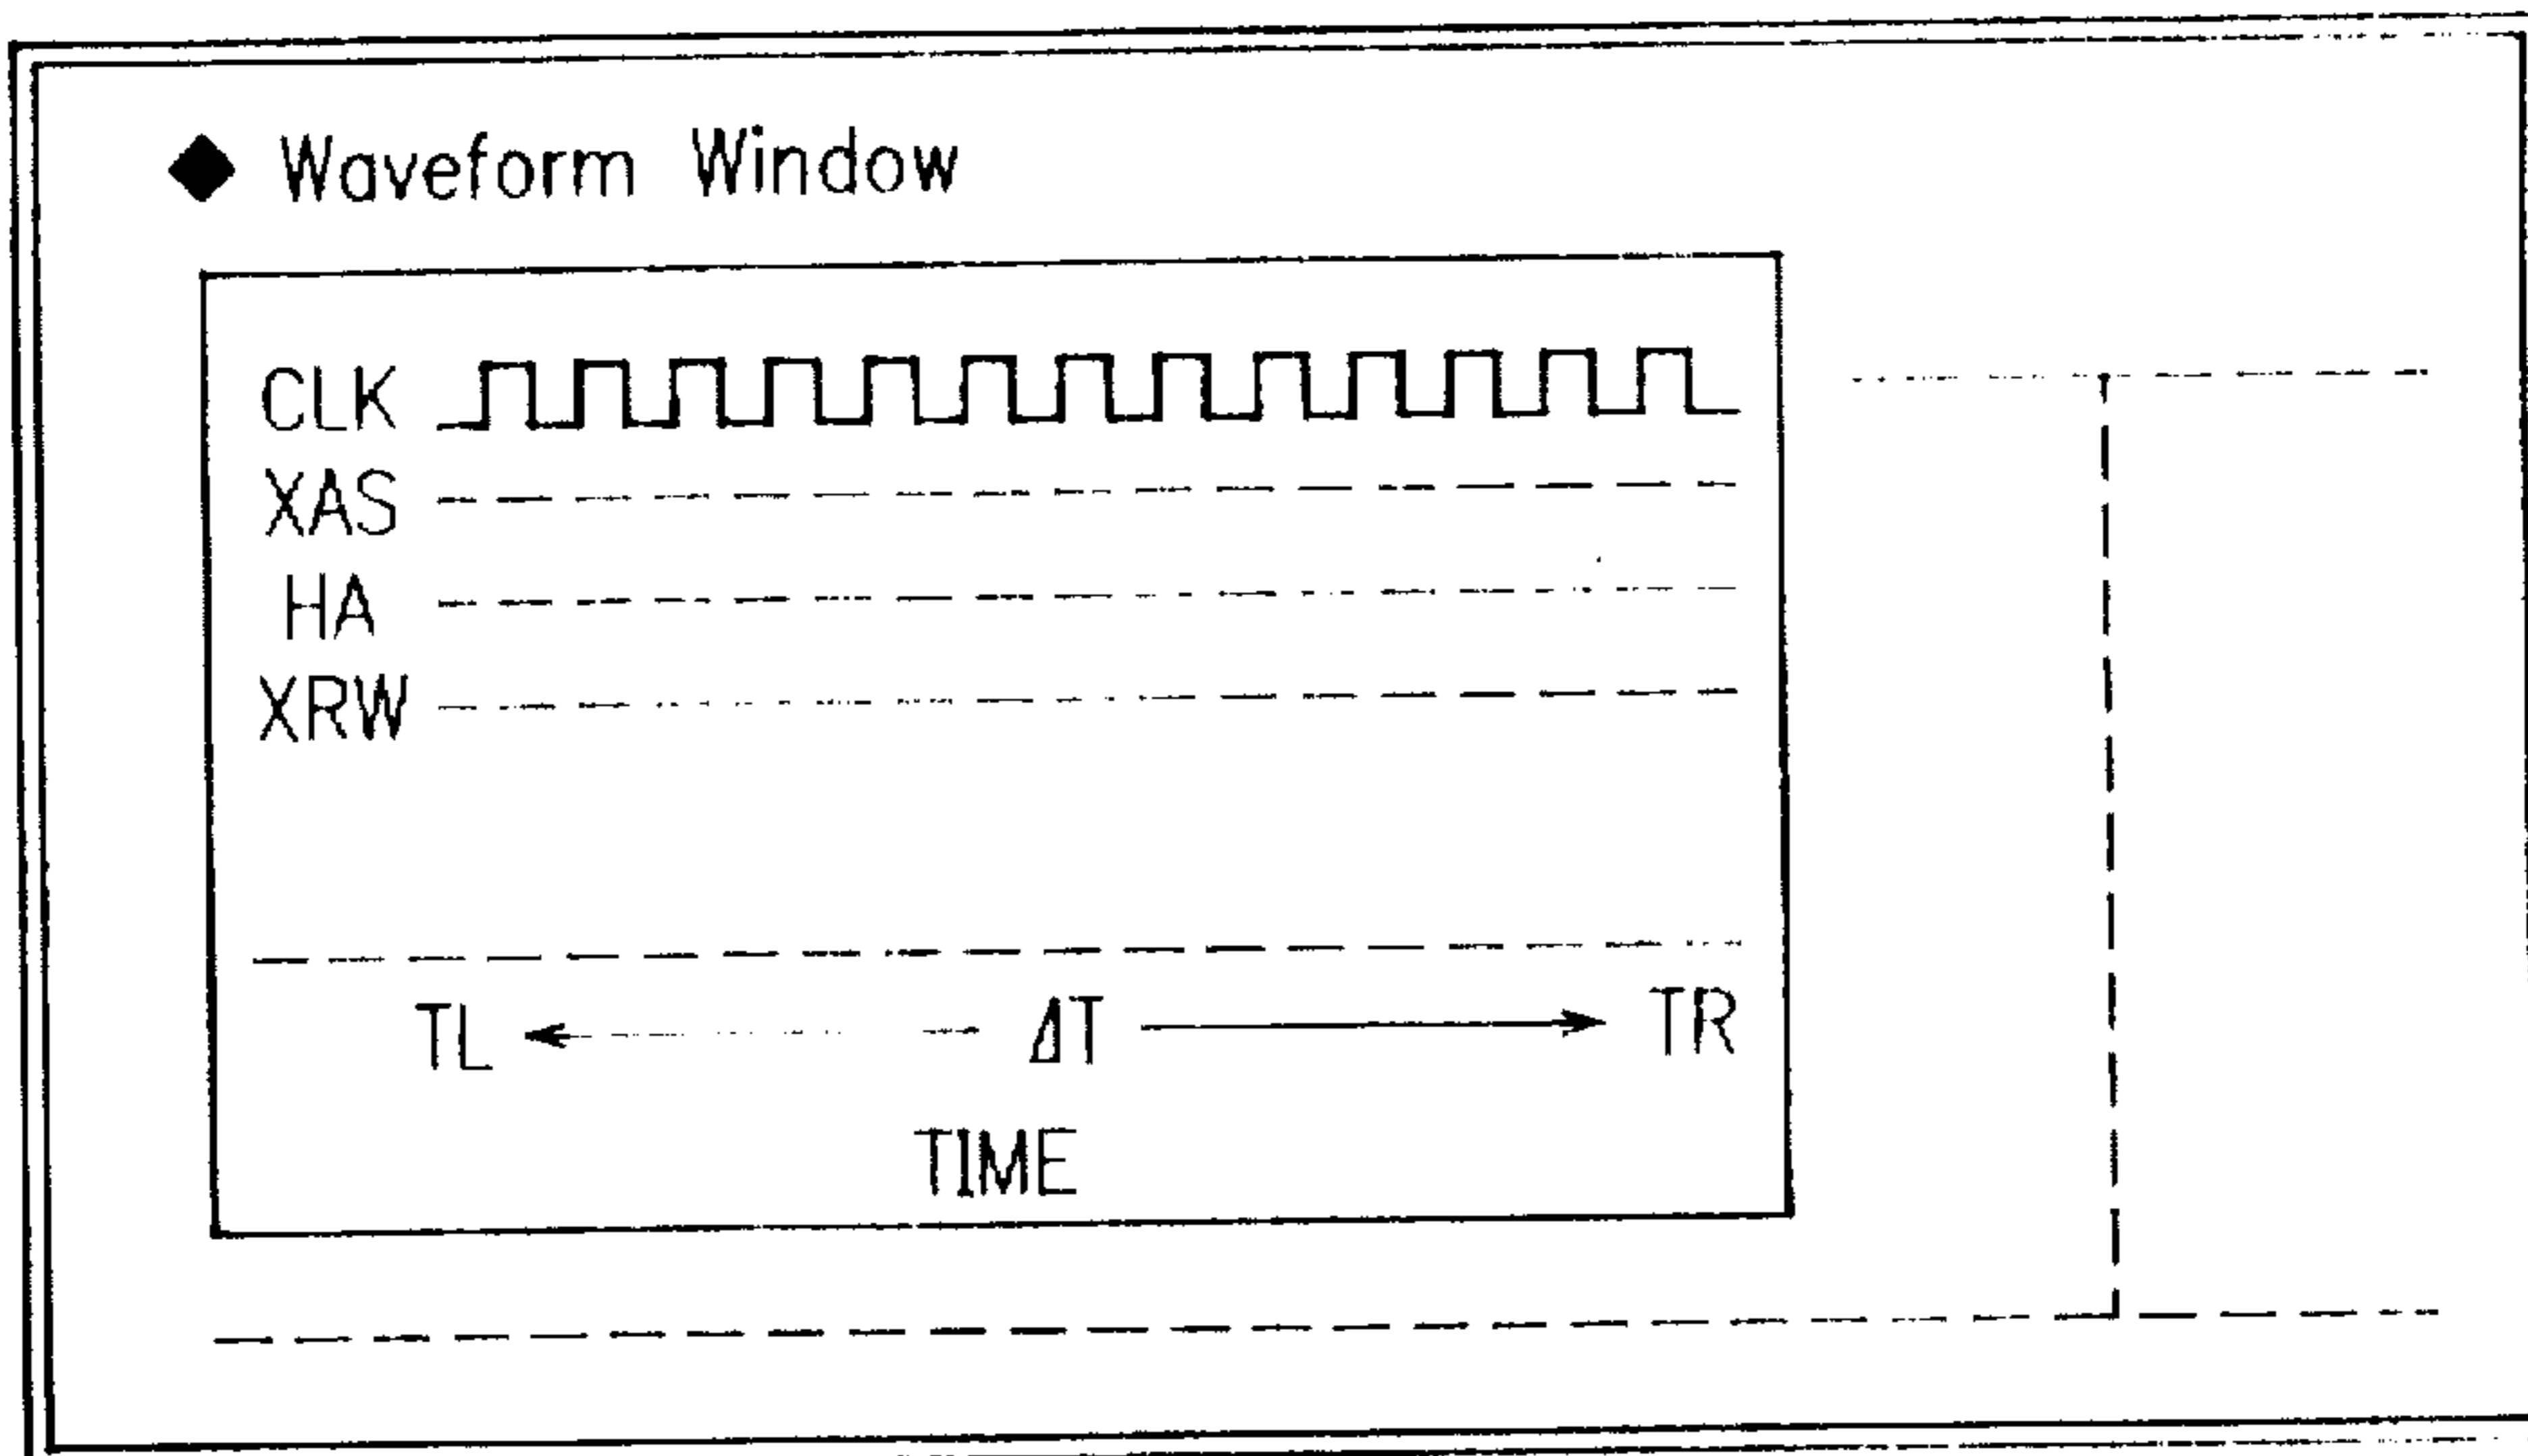 ◆ Waveform Window
CLK
XAS
HA
XRW
TL ΔT TR
TIME